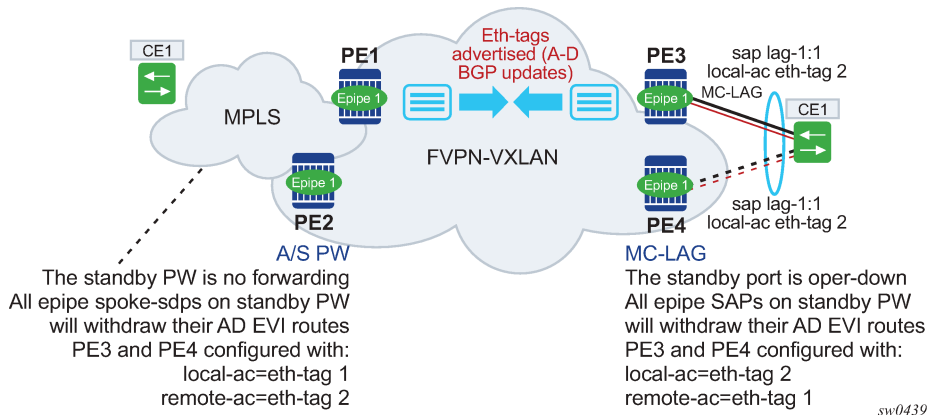 CE1
MPLS
PE1
Epipe 1
Epipe 1
PE2
Eth-tags
advertised (A-D
BGP updates)
FVPN-VXLAN
PE3
Epipe 1
Epipe 1
PE4
sap lag-1:1
local-ac eth-tag 2
MC-LAG
CE1
sap lag-1:1
local-ac eth-tag 2
A/S PW
The standby PW is no forwarding
All epipe spoke-sdps on standby PW
will withdraw their AD EVI routes
PE3 and PE4 configured with:
local-ac=eth-tag 1
remote-ac=eth-tag 2
MC-LAG
The standby port is oper-down
All epipe SAPs on standby PW
will withdraw their AD EVI routes
PE3 and PE4 configured with:
local-ac=eth-tag 2
remote-ac=eth-tag 1
sw0439